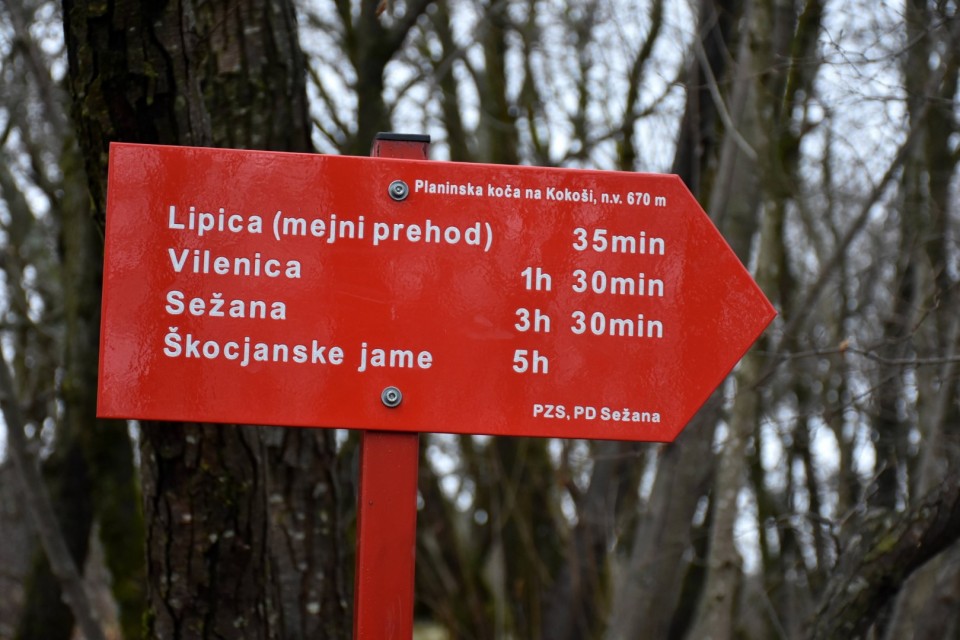 Planinska koča na Kokoši, n.v. 670 m
Lipica (mejni prehod) 35min
Vilenica 1h 30min
Sežana 3h 30min
Škocjanske jame 5h
PZS, PD Sežana